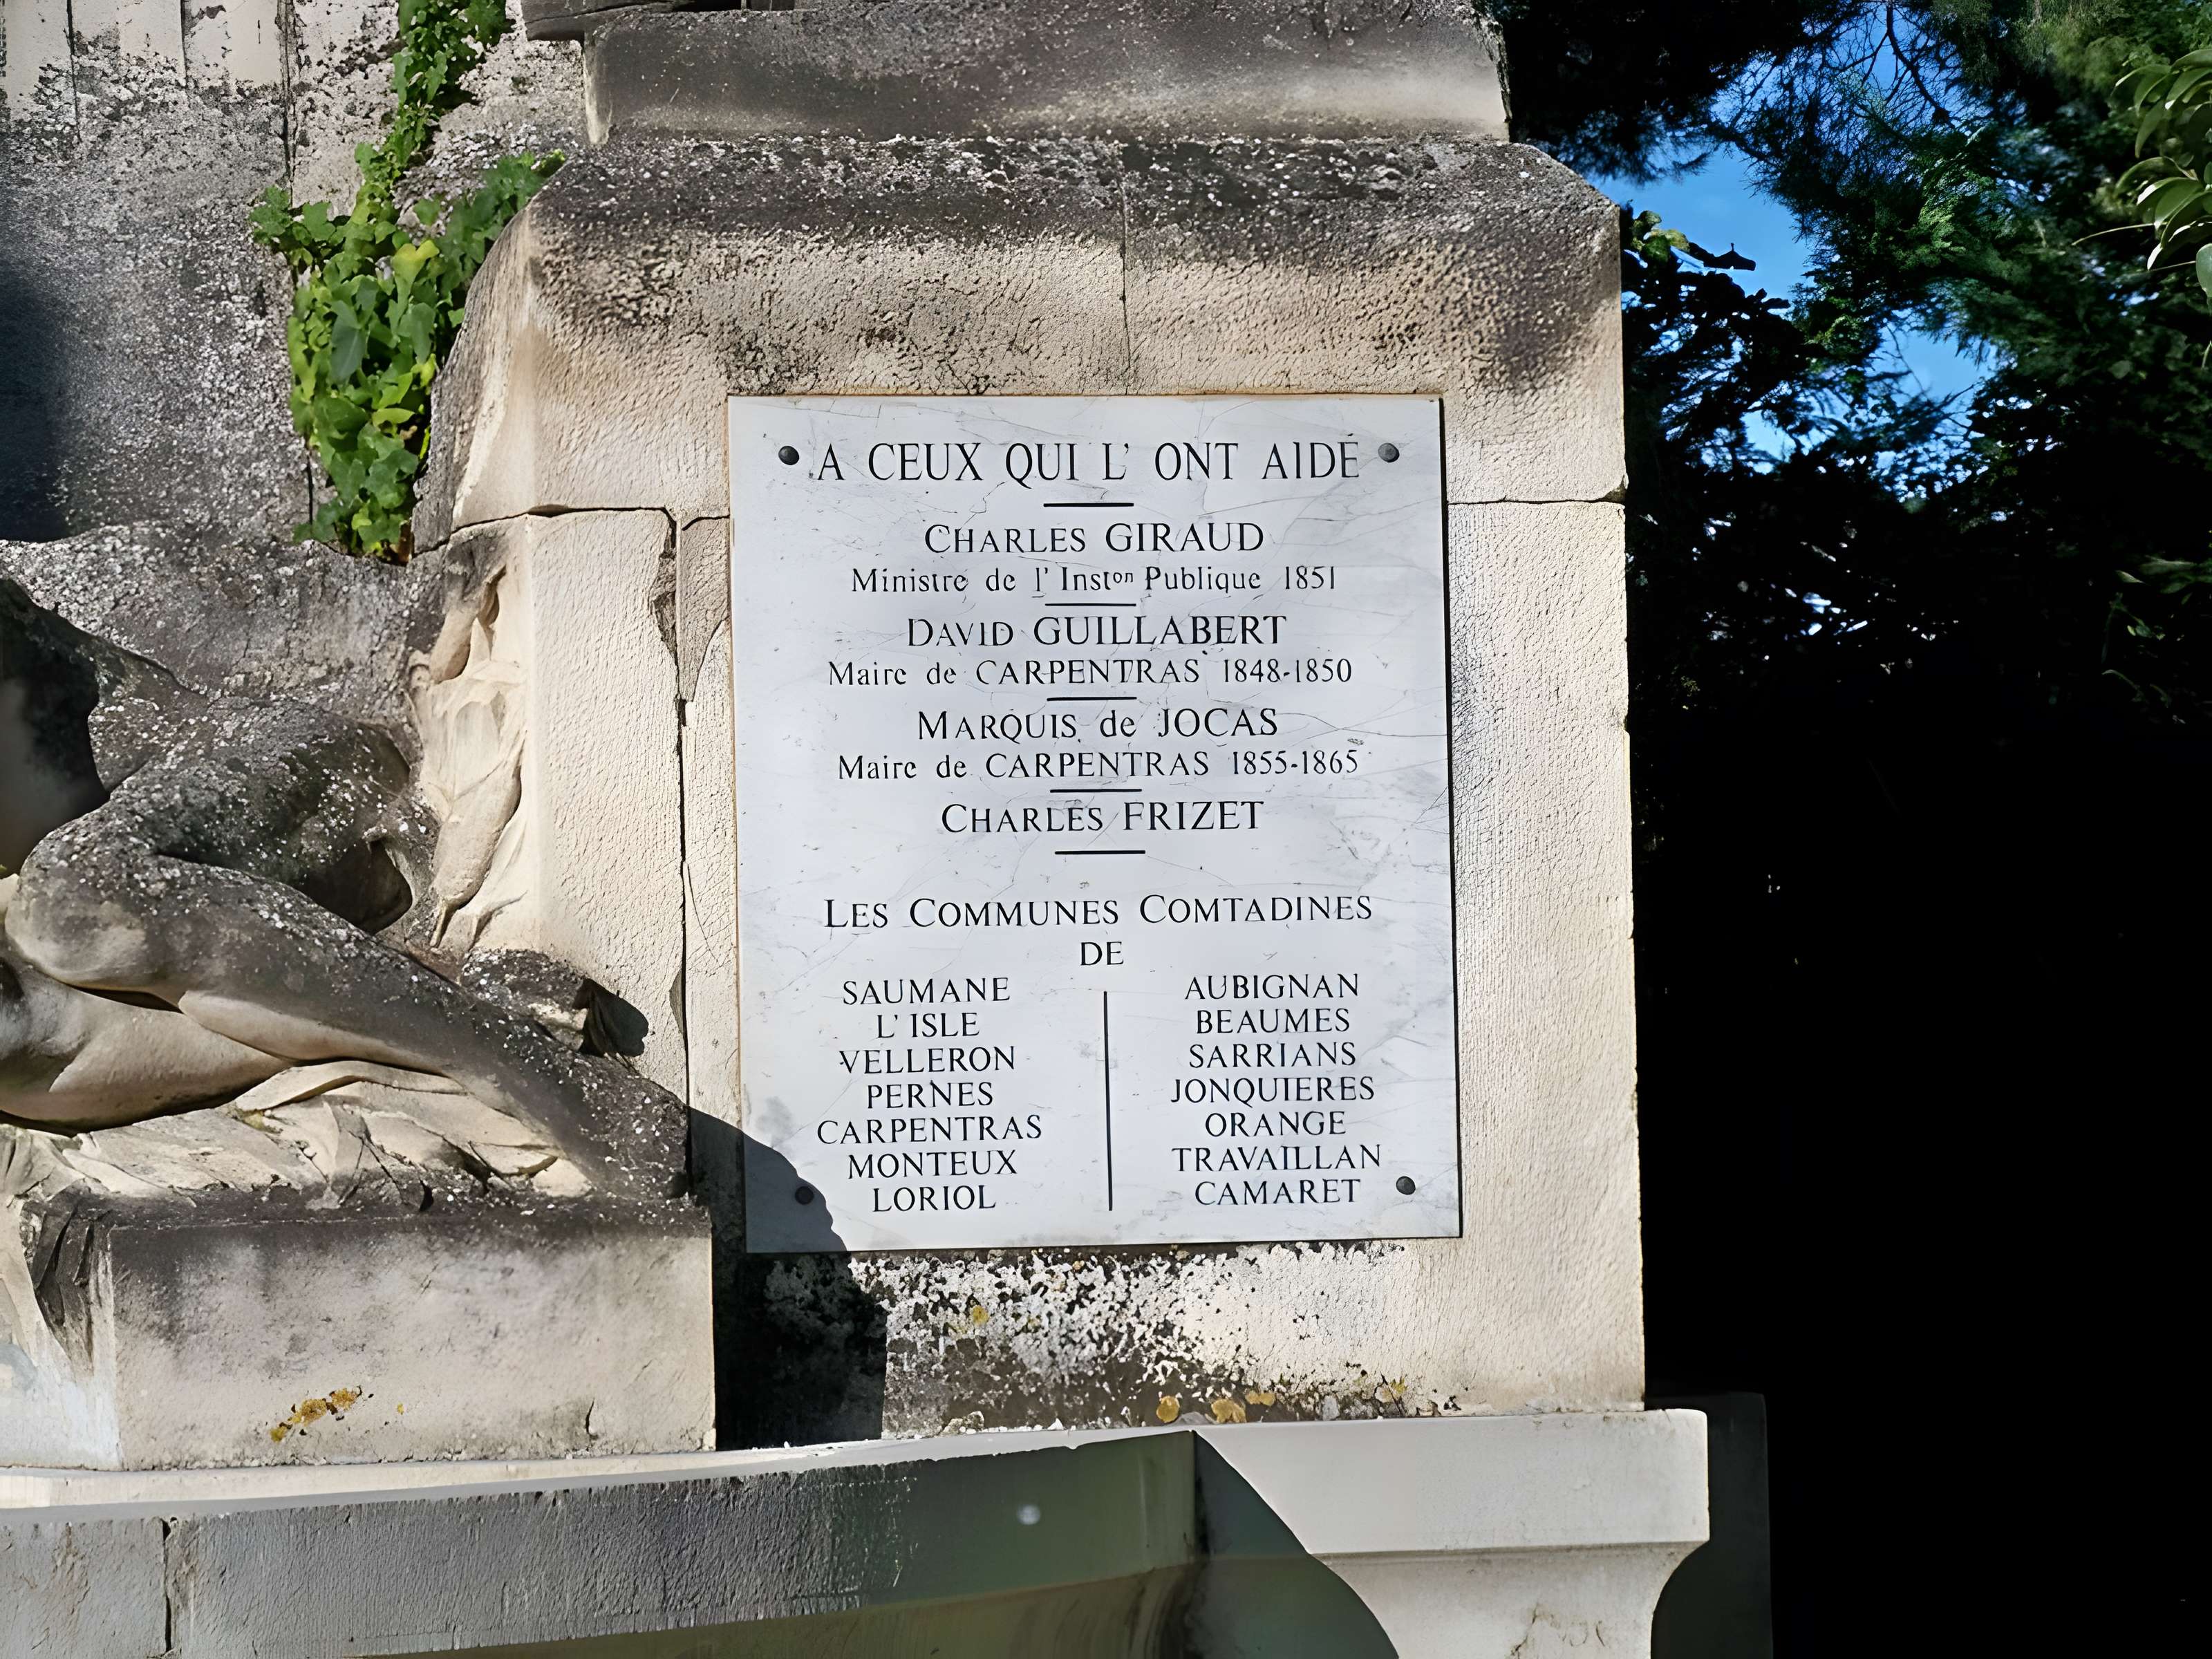 A CEUX QUI L' ONT AIDÉ
CHARLES GIRAUD
Ministre de l' Inston Publique 1851
DAVID GUILLABERT
Maire de CARPENTRAS 1848-1850
MARQUIS de JOCAS
Maire de CARPENTRAS 1855-1865
CHARLES FRIZET
LES COMMUNES COMTADINES
DE
SAUMANE
L' ISLE
VELLERON
PERNES
CARPENTRAS
MONTEUX
LORIOL
AUBIGNAN
BEAUMES
SARRIANS
JONQUIERES
ORANGE
TRAVAILLAN
CAMARET